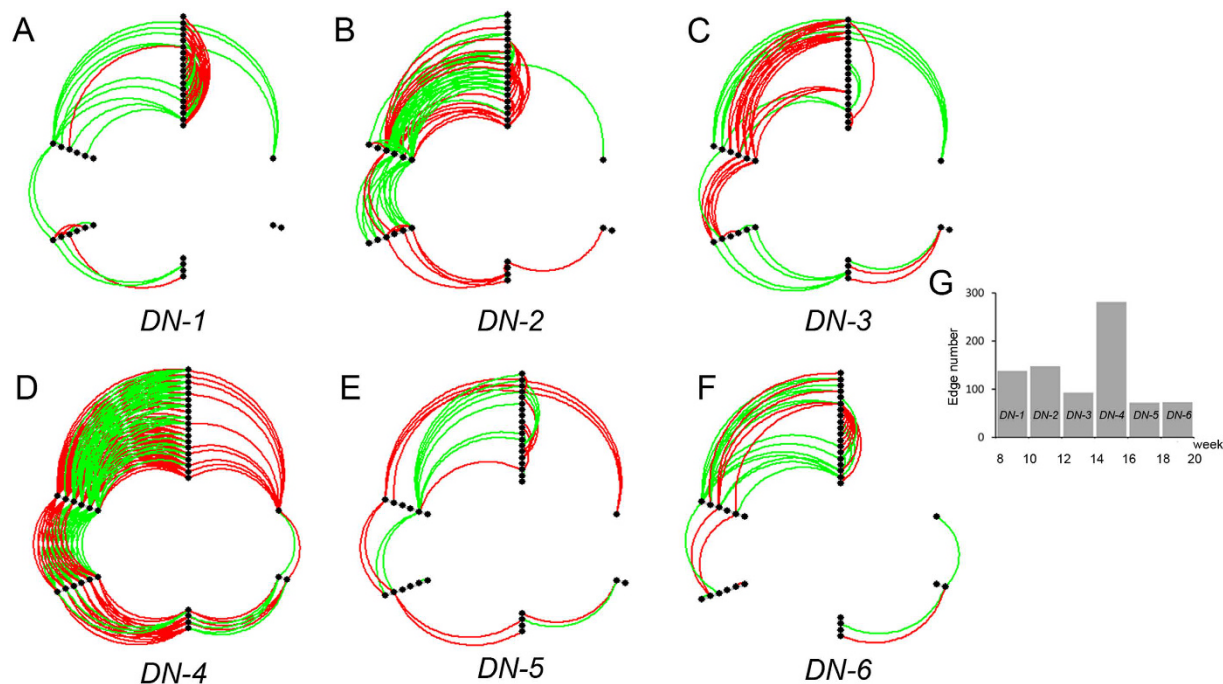 A
B
C
DN-1
DN-2
DN-3
D
E
F
DN-4
DN-5
DN-6
G
300
200
100
0
Edge number
DN-1 DN-2 DN-3 DN-4 DN-5 DN-6
8 10 12 14 16 18 20
week